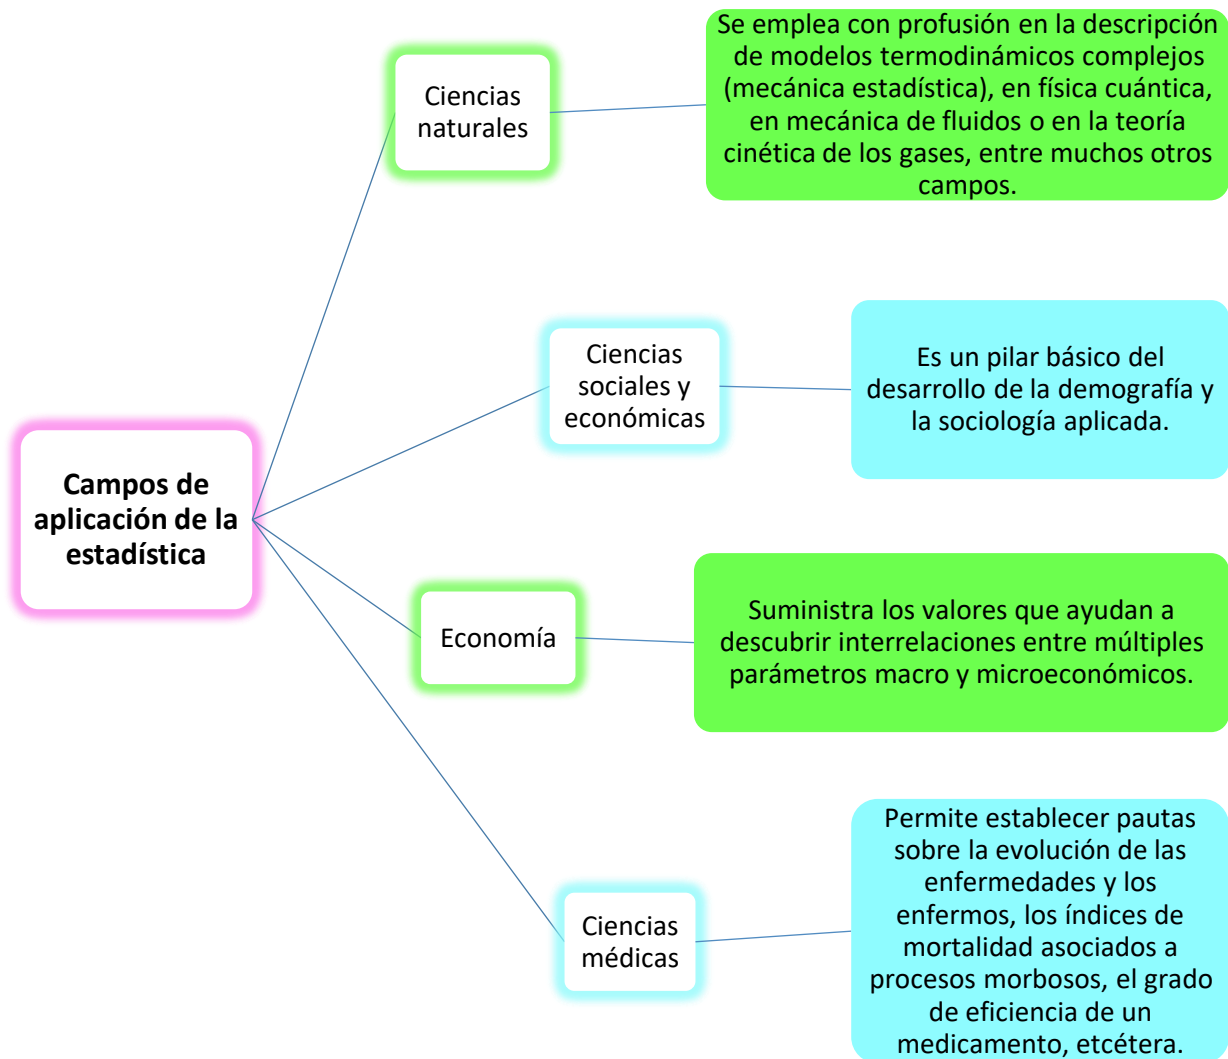 Campos de
aplicación de la
estadística
Ciencias
naturales
Se emplea con profusión en la descripción
de modelos termodinámicos complejos
(mecánica estadística), en física cuántica,
en mecánica de fluidos o en la teoría
cinética de los gases, entre muchos otros
campos.
Ciencias
sociales y
económicas
Es un pilar básico del
desarrollo de la demografía y
la sociología aplicada.
Economía
Suministra los valores que ayudan a
descubrir interrelaciones entre múltiples
parámetros macro y microeconómicos.
Ciencias
médicas
Permite establecer pautas
sobre la evolución de las
enfermedades y los
enfermos, los índices de
mortalidad asociados a
procesos morbosos, el grado
de eficiencia de un
medicamento, etcétera.